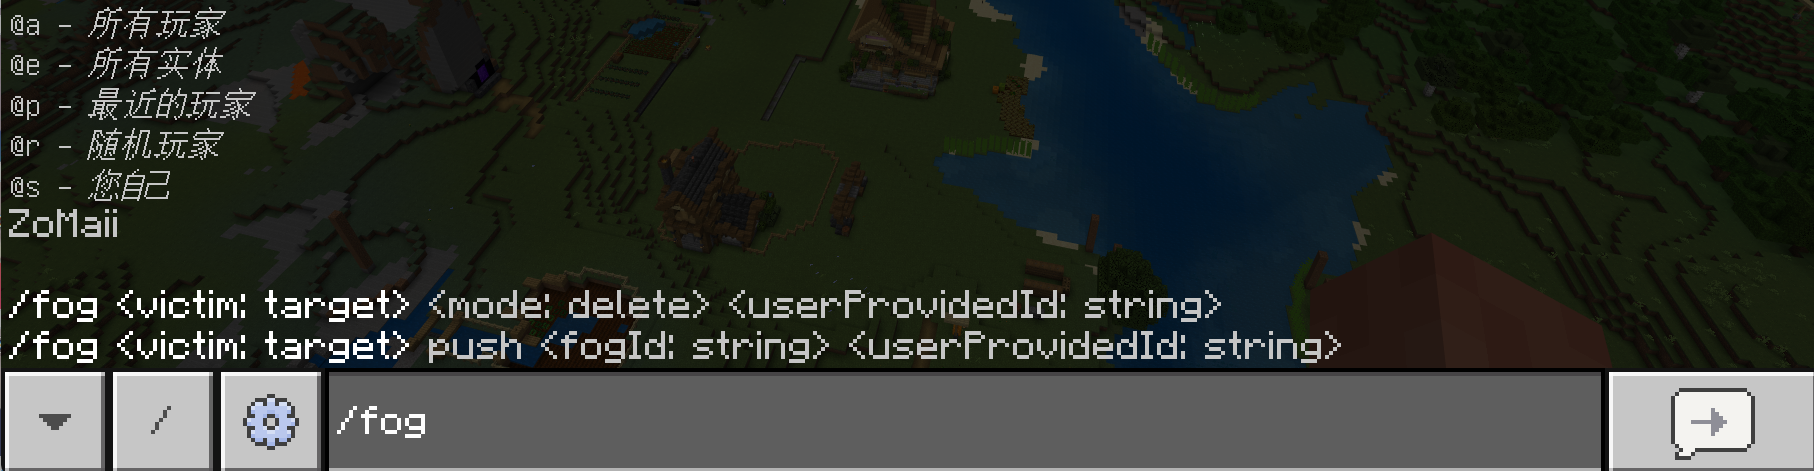 @a - 所有玩家
@e - 所有实体
@p - 最近的玩家
@r - 随机玩家
@s - 您自己
ZoMaii
/fog <victim: target> <mode: delete> <userProvidedId: string>
/fog <victim: target> push <fogId: string> <userProvidedId: string>
/
/fog